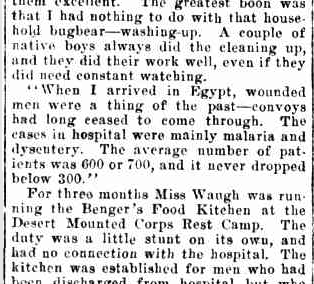 them excellent. The greatest boon was
that I had nothing to do with that house-
hold bugbear—washing-up. A couple of
native boys always did the cleaning up,
and they did their work well, even if they
did need constant watching.
"When I arrived in Egypt, wounded
men were a thing of the past—convoys
had long ceased to come through. The
cases in hospital were mainly malaria and
dysentery. The average number of pat-
ients was 600 or 700, and it never dropped
below 300."
For three months Miss Waugh was run-
ning the Benger's Food Kitchen at the
Desert Mounted Corps Rest Camp. The
duty was a little stunt on its own, and
had no connection with the hospital. The
kitchen was established for men who had
been discharged from hospital but who